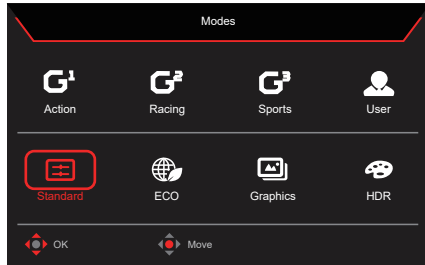 Modes
G1 G2 G3
Action Racing Sports User
Standard ECO Graphics HDR
OK Move